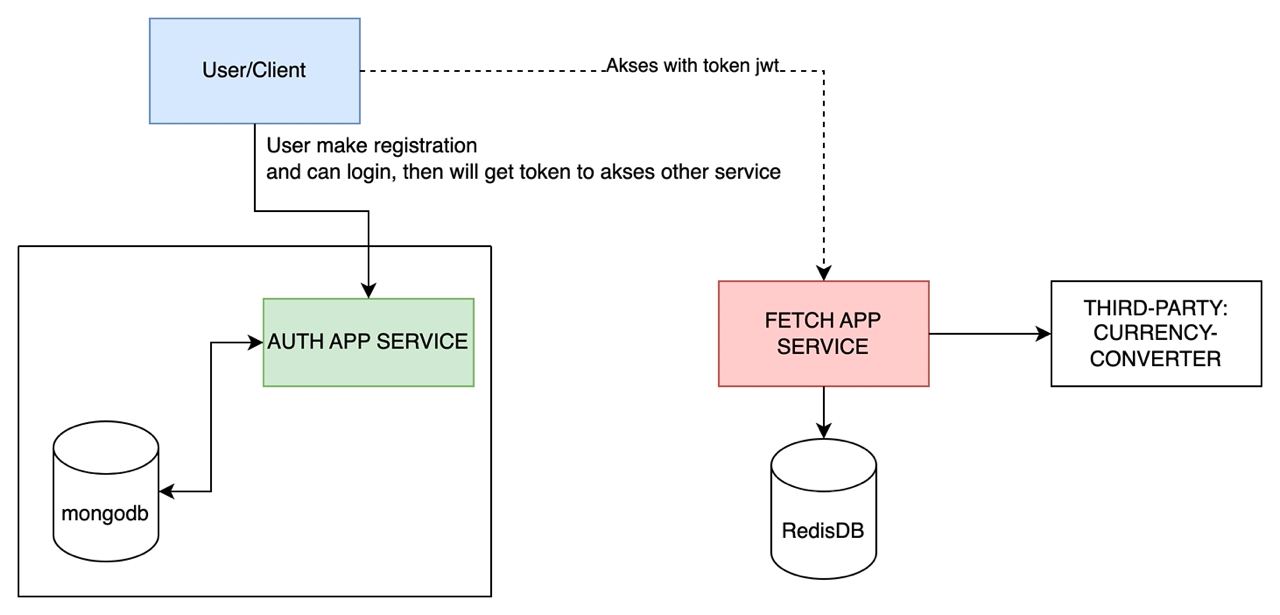 User/Client
Akses with token jwt
User make registration
and can login, then will get token to akses other service
AUTH APP SERVICE
mongodb
FETCH APP
SERVICE
THIRD-PARTY:
CURRENCY-
CONVERTER
RedisDB